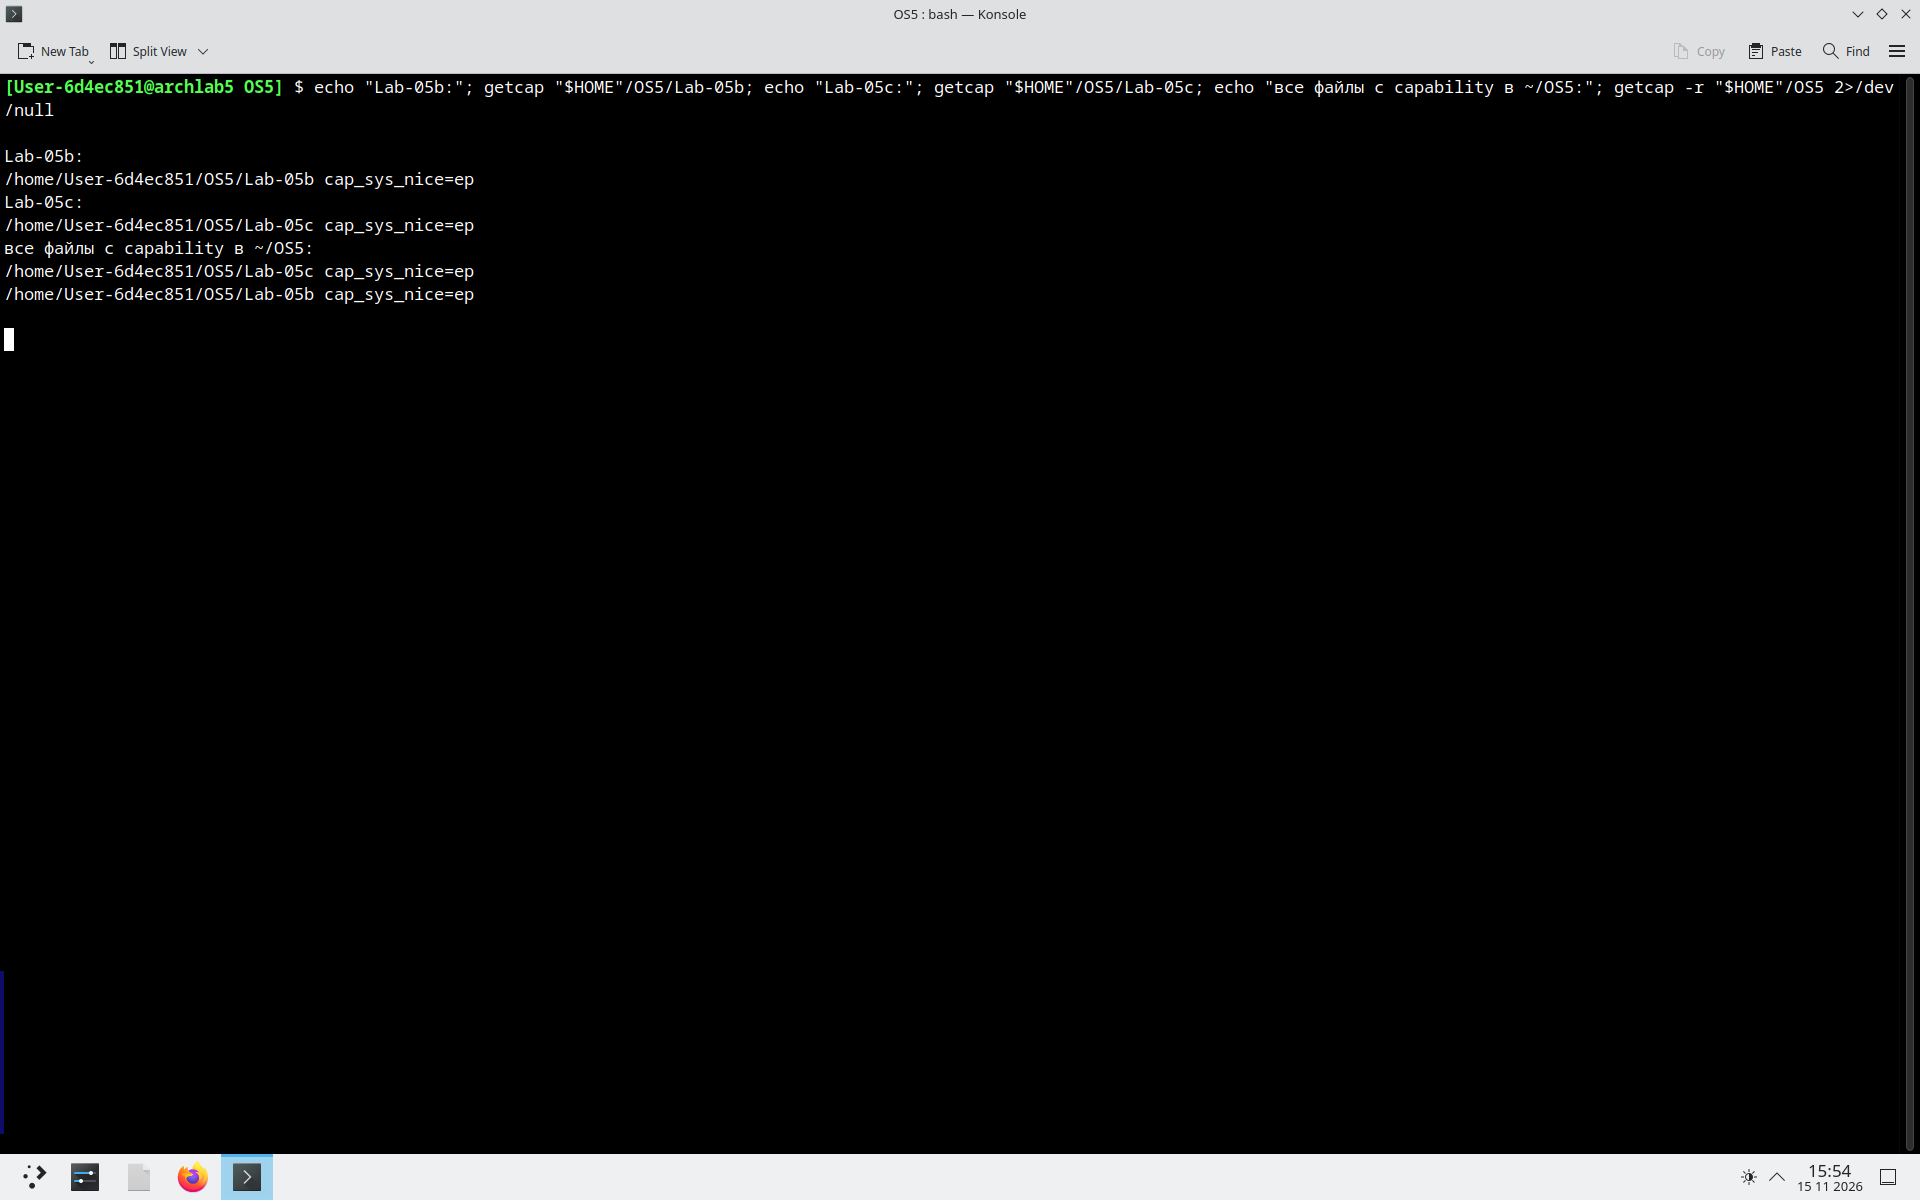 OS5 : bash — Konsole
New Tab
Split View
Copy
Paste
Find
[User-6d4ec851@archlab5 OS5] $ echo "Lab-05b:"; getcap "$HOME"/OS5/Lab-05b; echo "Lab-05c:"; getcap "$HOME"/OS5/Lab-05c; echo "все файлы с capability в ~/OS5:"; getcap -r "$HOME"/OS5 2>/dev
/null
Lab-05b:
/home/User-6d4ec851/OS5/Lab-05b cap_sys_nice=ep
Lab-05c:
/home/User-6d4ec851/OS5/Lab-05c cap_sys_nice=ep
все файлы с capability в ~/OS5:
/home/User-6d4ec851/OS5/Lab-05c cap_sys_nice=ep
/home/User-6d4ec851/OS5/Lab-05b cap_sys_nice=ep
15:54
15 11 2026